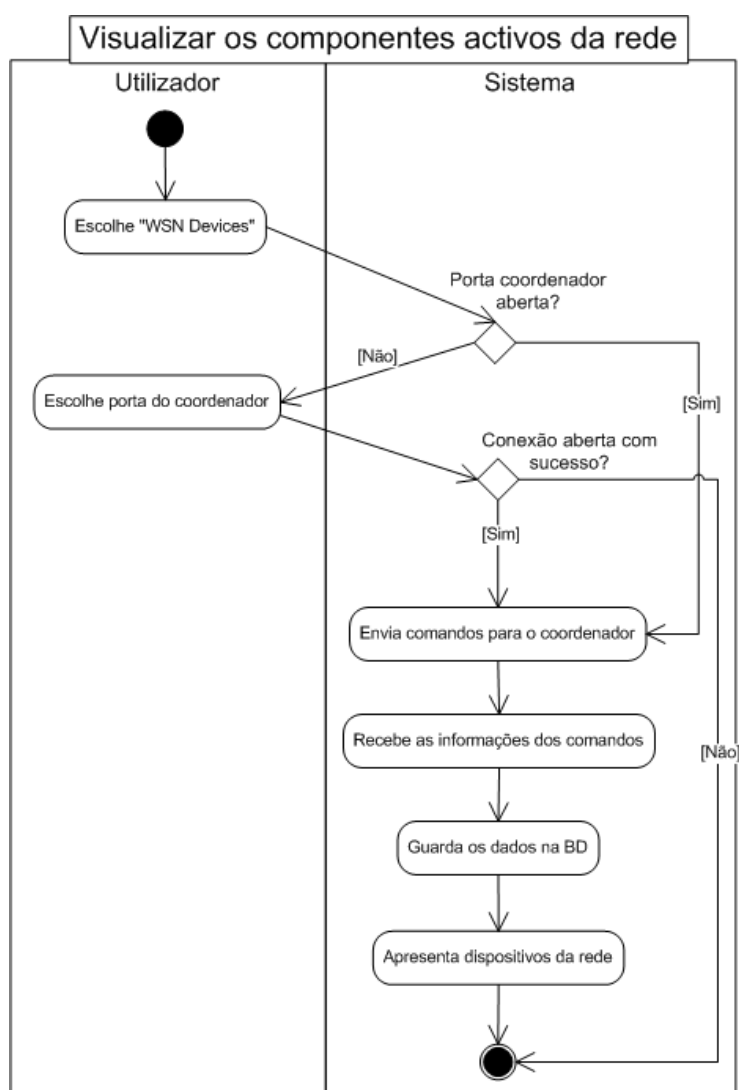 Visualizar os componentes activos da rede
Utilizador
Sistema
Escolhe "WSN Devices"
Porta coordenador
aberta?
[Não]
[Sim]
Escolhe porta do coordenador
Conexão aberta com
sucesso?
[Sim]
Envia comandos para o coordenador
Recebe as informações dos comandos
[Não]
Guarda os dados na BD
Apresenta dispositivos da rede